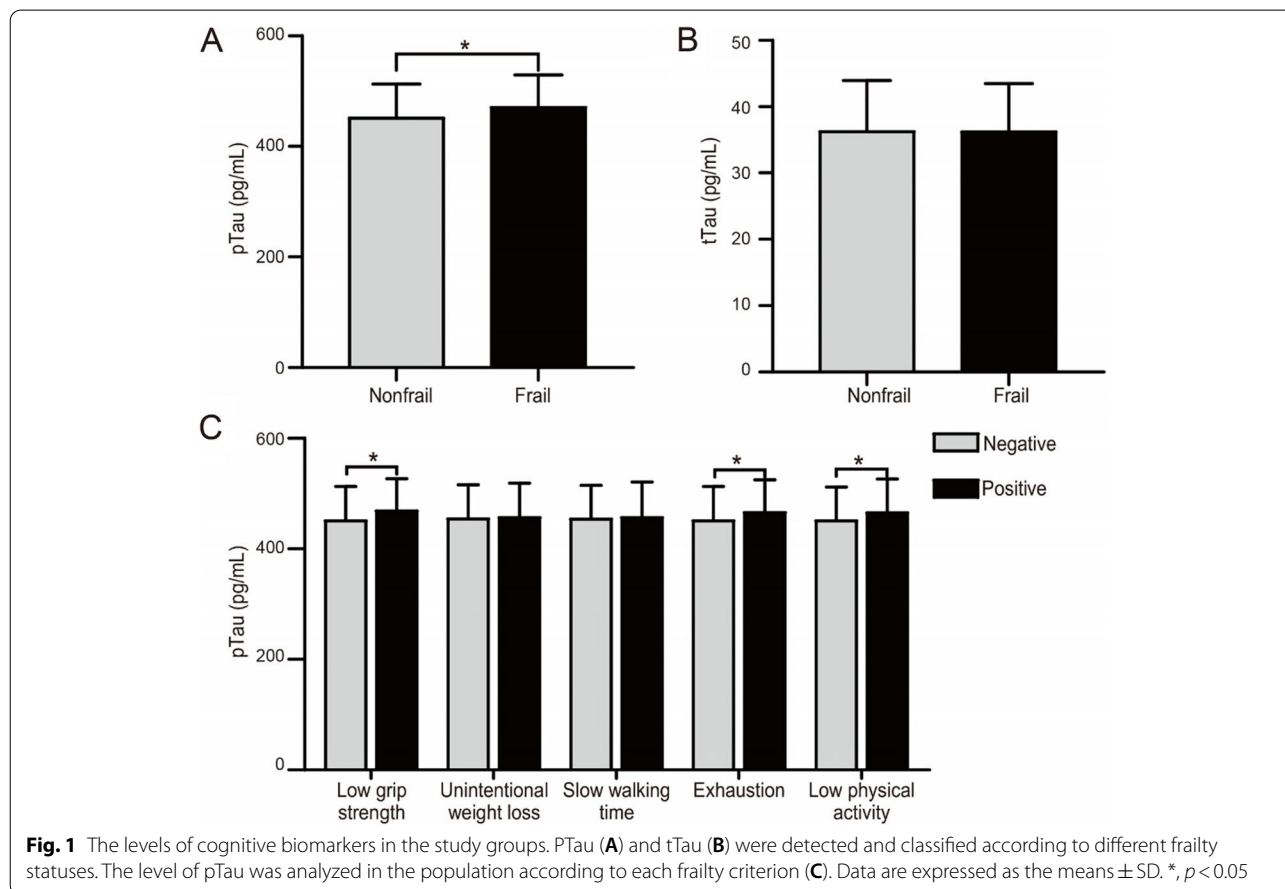 A
600
400
200
0
pTau (pg/mL)
*
Nonfrail
Frail
B
50
40
30
20
10
0
tTau (pg/mL)
Nonfrail
Frail
C
600
400
200
0
pTau (pg/mL)
*
*
*
Low grip
strength
Unintentional
weight loss
Slow walking
time
Exhaustion
Low physical
activity
Negative
Positive
Fig. 1 The levels of cognitive biomarkers in the study groups. PTau (A) and tTau (B) were detected and classified according to different frailty
statuses. The level of pTau was analyzed in the population according to each frailty criterion (C). Data are expressed as the means ± SD. *, p < 0.05